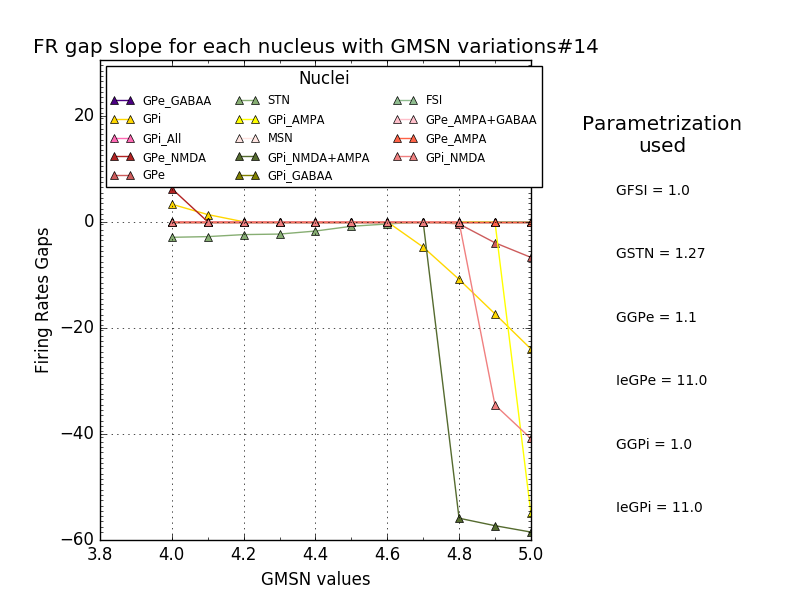 FR gap slope for each nucleus with GMSN variations#14
Nuclei
GPe_GABAA
GPi
GPi_All
GPe_NMDA
GPe
STN
GPi_AMPA
MSN
GPi_NMDA+AMPA
GPi_GABAA
FSI
GPe_AMPA+GABAA
GPe_AMPA
GPi_NMDA
20
0
−20
−40
−60
Firing Rates Gaps
3.8
4.0
4.2
4.4
4.6
4.8
5.0
GMSN values
Parametrization
used
GFSI = 1.0
GSTN = 1.27
GGPe = 1.1
IeGPe = 11.0
GGPi = 1.0
IeGPi = 11.0